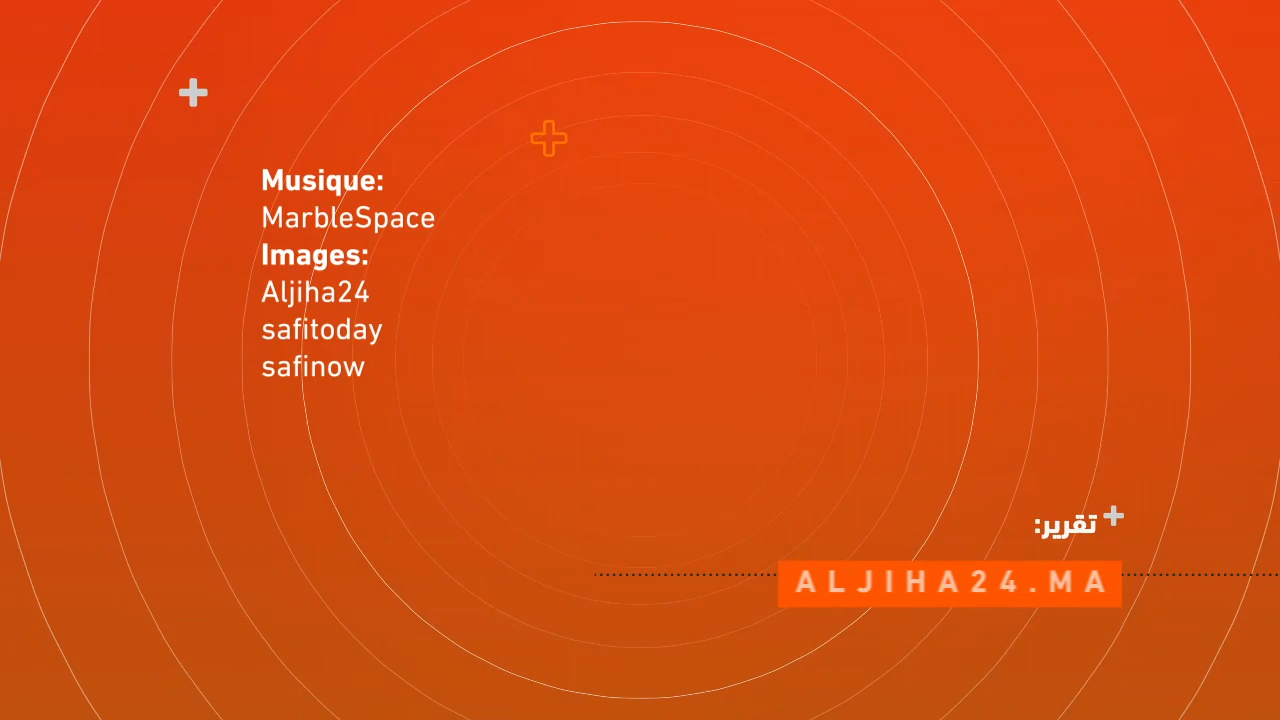 Musique:
MarbleSpace
Images:
Aljiha24
safitoday
safinow
تقرير:
ALJIHA24.MA